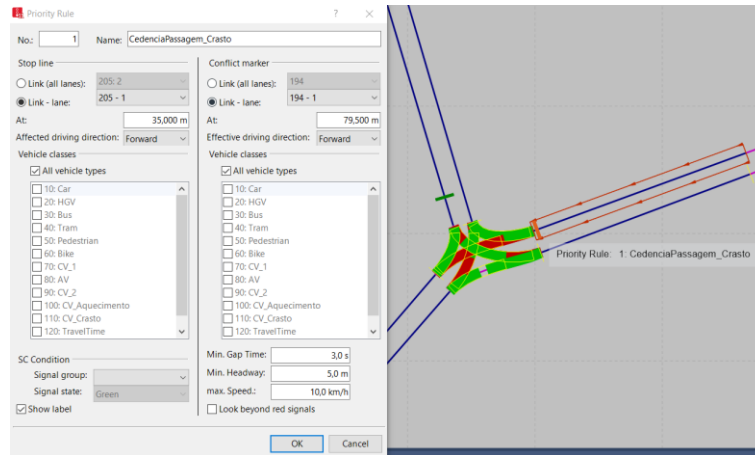 Priority Rule ? ×
No.: 1 Name: CedenciaPassagem_Crasto
Stop line
Link (all lanes): 205: 2
Link - lane: 205 - 1
At: 35,000 m
Affected driving direction: Forward
Vehicle classes
All vehicle types
10: Car
20: HGV
30: Bus
40: Tram
50: Pedestrian
60: Bike
70: CV_1
80: AV
90: CV_2
100: CV_Aquecimento
110: CV_Crasto
120: TravelTime
SC Condition
Signal group:
Signal state: Green
Show label
Conflict marker
Link (all lanes): 194
Link - lane: 194 - 1
At: 79,500 m
Effective driving direction: Forward
Vehicle classes
All vehicle types
10: Car
20: HGV
30: Bus
40: Tram
50: Pedestrian
60: Bike
70: CV_1
80: AV
90: CV_2
100: CV_Aquecimento
110: CV_Crasto
120: TravelTime
Min. Gap Time: 3,0 s
Min. Headway: 5,0 m
max. Speed.: 10,0 km/h
Look beyond red signals
OK Cancel
Priority Rule: 1: CedenciaPassagem_Crasto